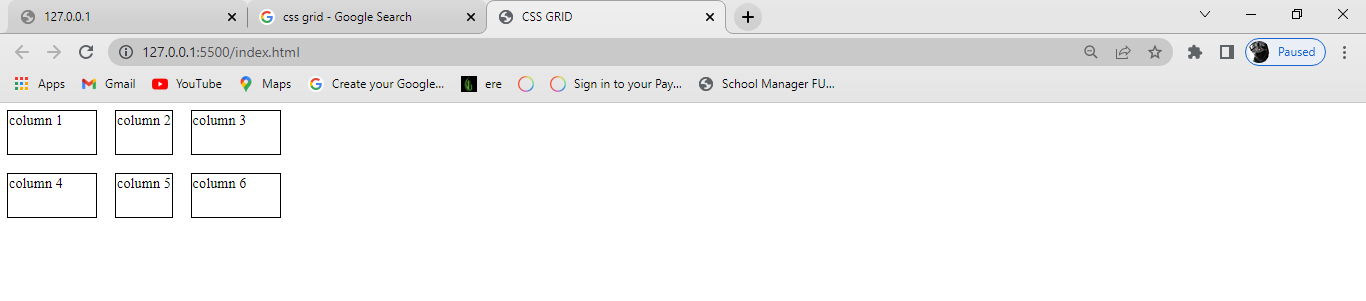 127.0.0.1
css grid - Google Search
CSS GRID
127.0.0.1:5500/index.html
Paused
Apps
Gmail
YouTube
Maps
Create your Google...
ere
Sign in to your Pay...
School Manager FU...
column 1
column 2
column 3
column 4
column 5
column 6